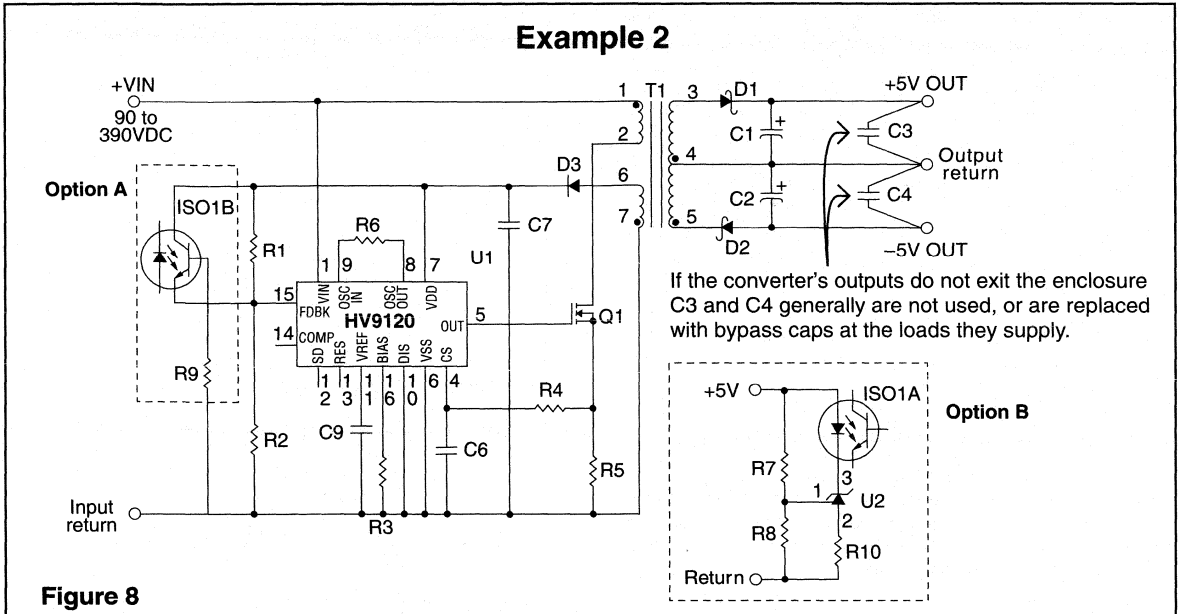 Example 2
+VIN
90 to
390VDC
1 T1 3 D1
+5V OUT
2
C1 +
C3
4
Output
return
Option A
D3
6
C2 +
C4
7
5
D2
–5V OUT
ISO1B
R1
R6
C7
1 9 8 7
U1
15
VIN
OSC
IN
OSC
OUT
VDD
FDBK
HV9120
OUT
5
Q1
14
COMP
SD
RES
VREF
BIAS
DIS
VSS
CS
1
2
1
3
1
1
1
6
1
0
6
4
If the converter's outputs do not exit the enclosure
C3 and C4 generally are not used, or are replaced
with bypass caps at the loads they supply.
R9
R4
R2
C9
C6
R5
R3
Input
return
+5V
ISO1A
Option B
R7
3
1
U2
2
R8
R10
Return
Figure 8